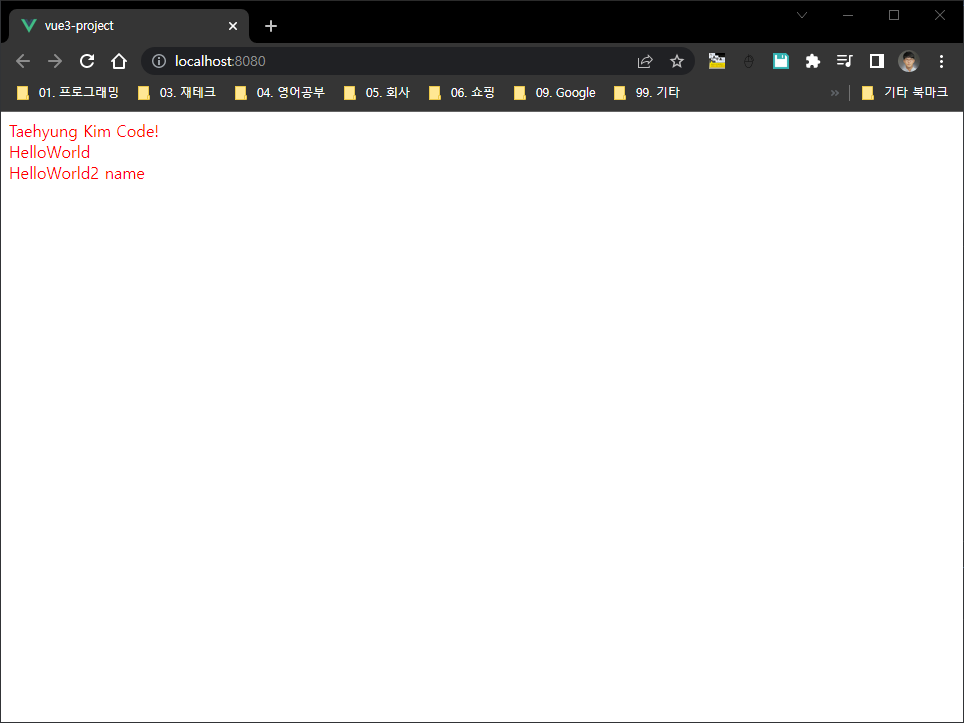 vue3-project
localhost:8080
01. 프로그래밍 03. 재테크 04. 영어공부 05. 회사 06. 쇼핑 09. Google 99. 기타 » 기타 북마크
Taehyung Kim Code!
HelloWorld
HelloWorld2 name